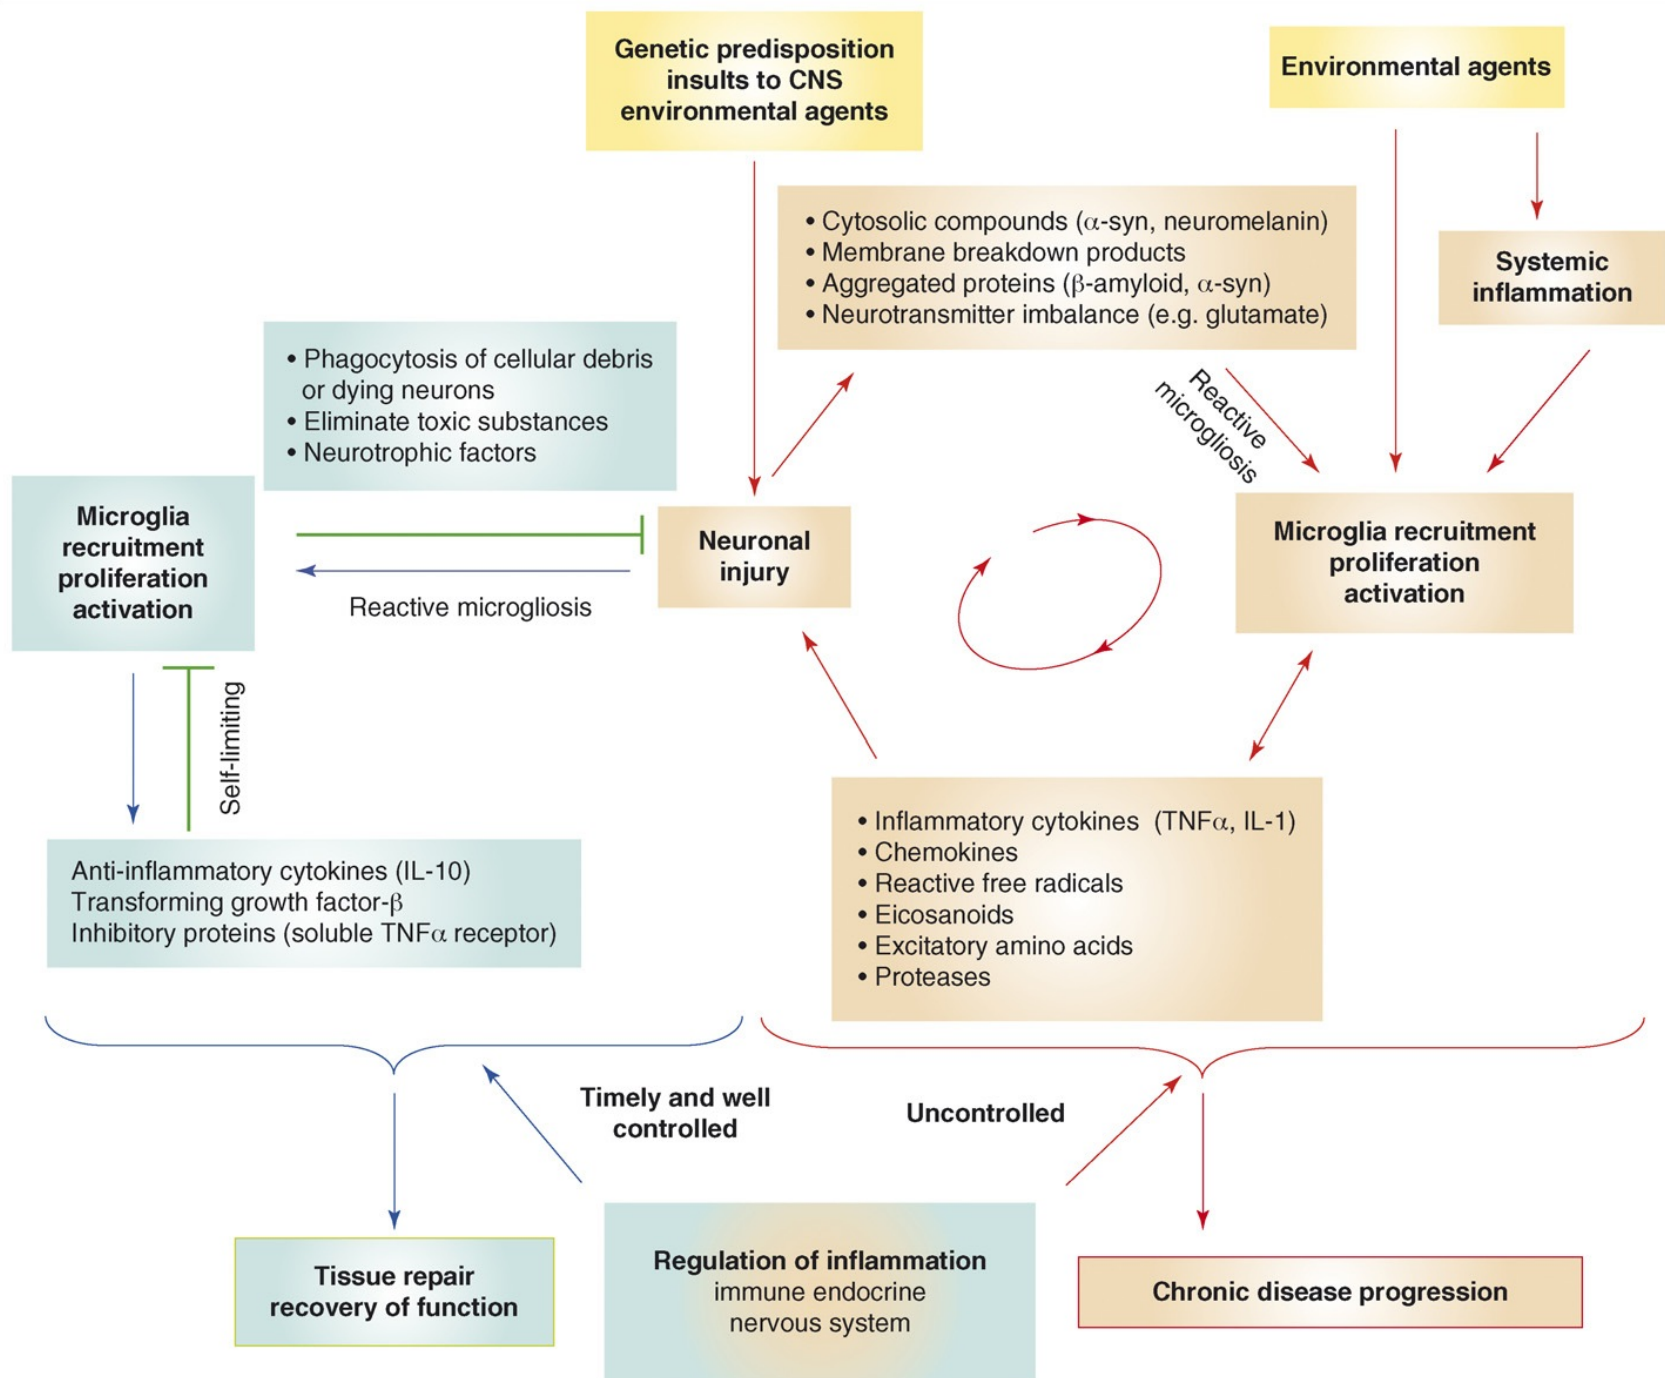 Genetic predisposition
insults to CNS
environmental agents
Environmental agents
• Cytosolic compounds (α-syn, neuromelanin)
• Membrane breakdown products
• Aggregated proteins (β-amyloid, α-syn)
• Neurotransmitter imbalance (e.g. glutamate)
Systemic
inflammation
• Phagocytosis of cellular debris
or dying neurons
• Eliminate toxic substances
• Neurotrophic factors
Reactive
microgliosis
Microglia
recruitment
proliferation
activation
Neuronal
injury
Microglia recruitment
proliferation
activation
Reactive microgliosis
Self-limiting
• Inflammatory cytokines (TNFα, IL-1)
• Chemokines
• Reactive free radicals
• Eicosanoids
• Excitatory amino acids
• Proteases
Anti-inflammatory cytokines (IL-10)
Transforming growth factor-β
Inhibitory proteins (soluble TNFα receptor)
Timely and well
controlled
Uncontrolled
Tissue repair
recovery of function
Regulation of inflammation
immune endocrine
nervous system
Chronic disease progression